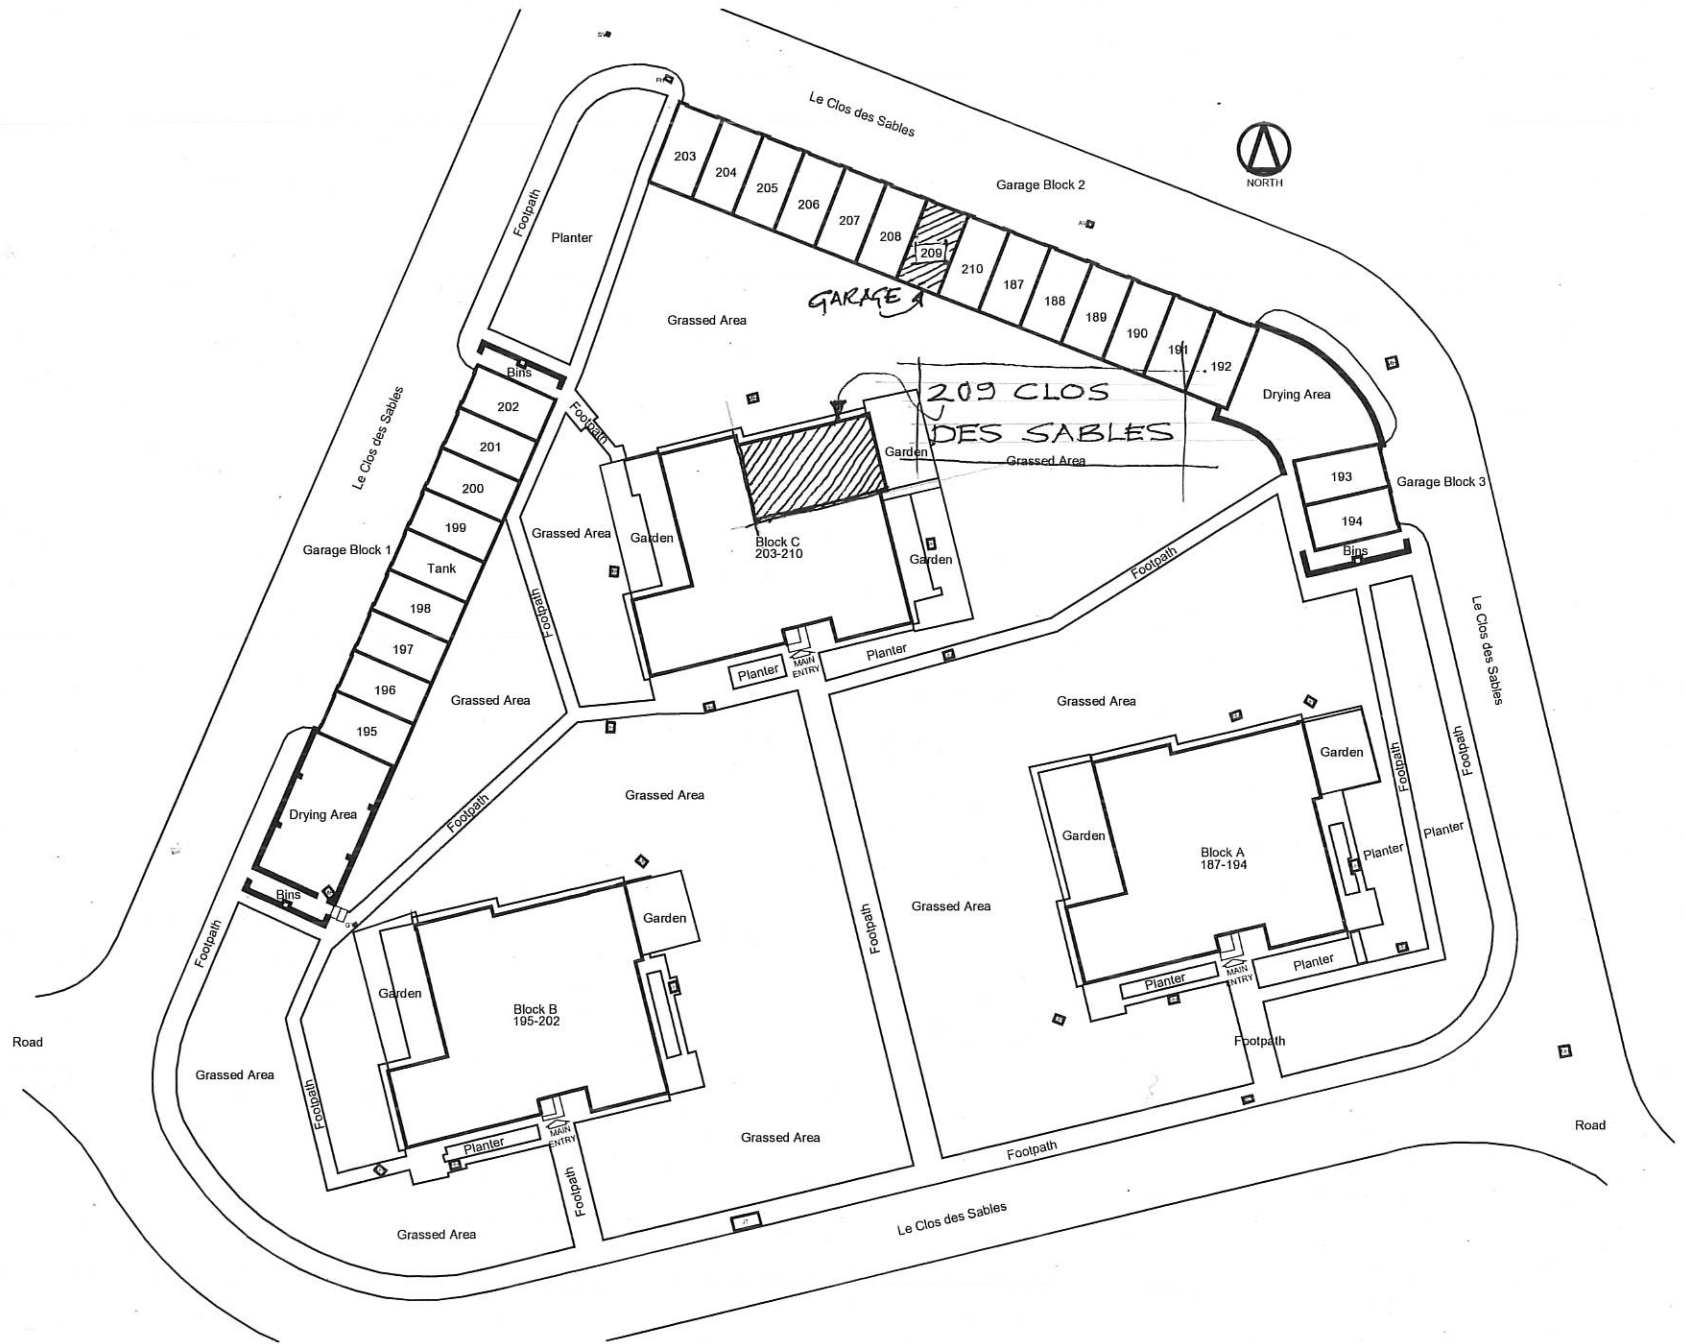 Le Clos des Sables
NORTH
Garage Block 2
203
204
205
206
207
208
209
210
187
188
189
190
191
192
Footpath
Planter
GARAGE
Grassed Area
Bins
202
201
200
199
Tank
198
197
196
195
Le Clos des Sables
Garage Block 1
Footpath
209 CLOS
DES SABLES
Garden
Grassed Area
Drying Area
193
194
Garage Block 3
Bins
Grassed Area
Garden
Block C
203-210
Garden
Footpath
Footpath
Le Clos des Sables
Planter
MAIN
ENTRY
Planter
Grassed Area
Grassed Area
Garden
Footpath
Footpath
Drying Area
Footpath
Grassed Area
Garden
Block A
187-194
Planter
Planter
Bins
Footpath
Grassed Area
Footpath
Garden
Garden
Block B
195-202
Planter
MAIN
ENTRY
Planter
Road
Grassed Area
Footpath
Footpath
Planter
MAIN
ENTRY
Footpath
Grassed Area
Footpath
Road
Grassed Area
Le Clos des Sables